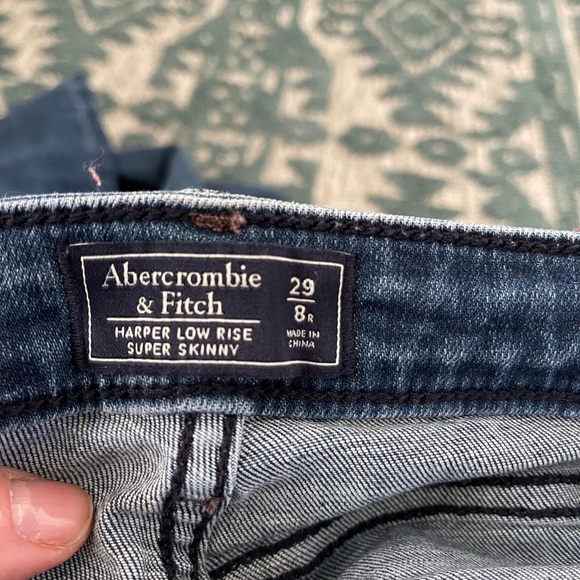 Abercrombie
& Fitch
HARPER LOW RISE
SUPER SKINNY
29
8R
MADE IN
CHINA